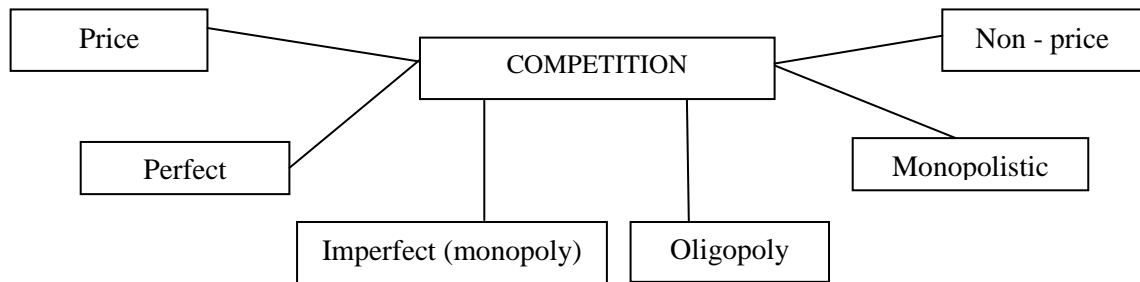 Price
COMPETITION
Non - price
Perfect
Monopolistic
Imperfect (monopoly)
Oligopoly